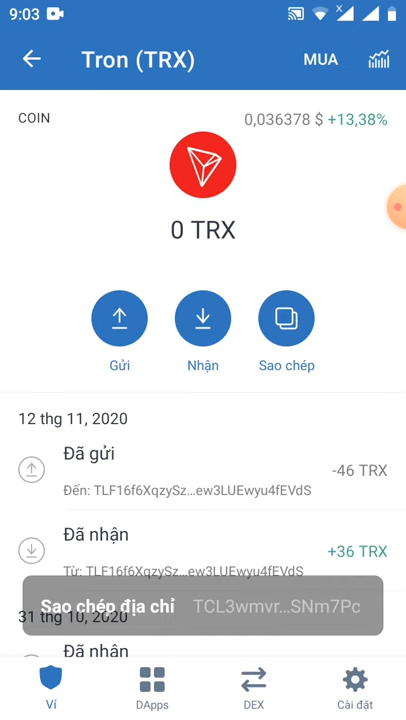 9:03
Tron (TRX)
MUA
COIN
0,036378 $ +13,38%
0 TRX
Gửi
Nhận
Sao chép
12 thg 11, 2020
Đã gửi
-46 TRX
Đến: TLF16f6XqzySz...ew3LUEwyu4fEVdS
Đã nhận
+36 TRX
Từ: TLF16f6XqzySz...ew3LUEwyu4fEVdS
Sao chép địa chỉ TCL3wmvr...SNm7Pc
31 thg 10, 2020
Đã nhận
Ví
DApps
DEX
Cài đặt